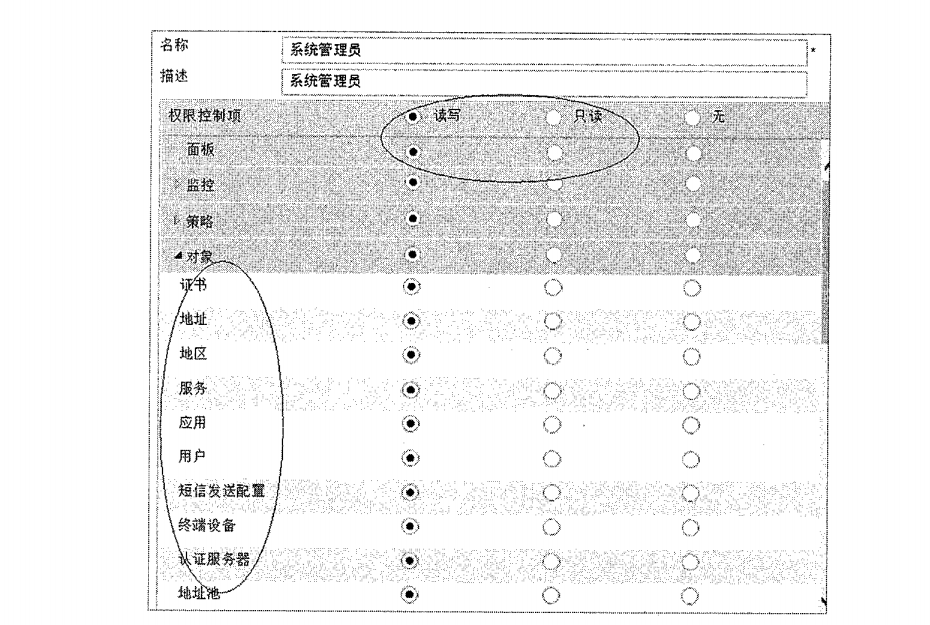 名称 系统管理员 *
描述 系统管理员
权限控制项 读写 只读 无
面板
监控
策略
对象
证书
地址
地区
服务
应用
用户
短信发送配置
终端设备
认证服务器
地址池